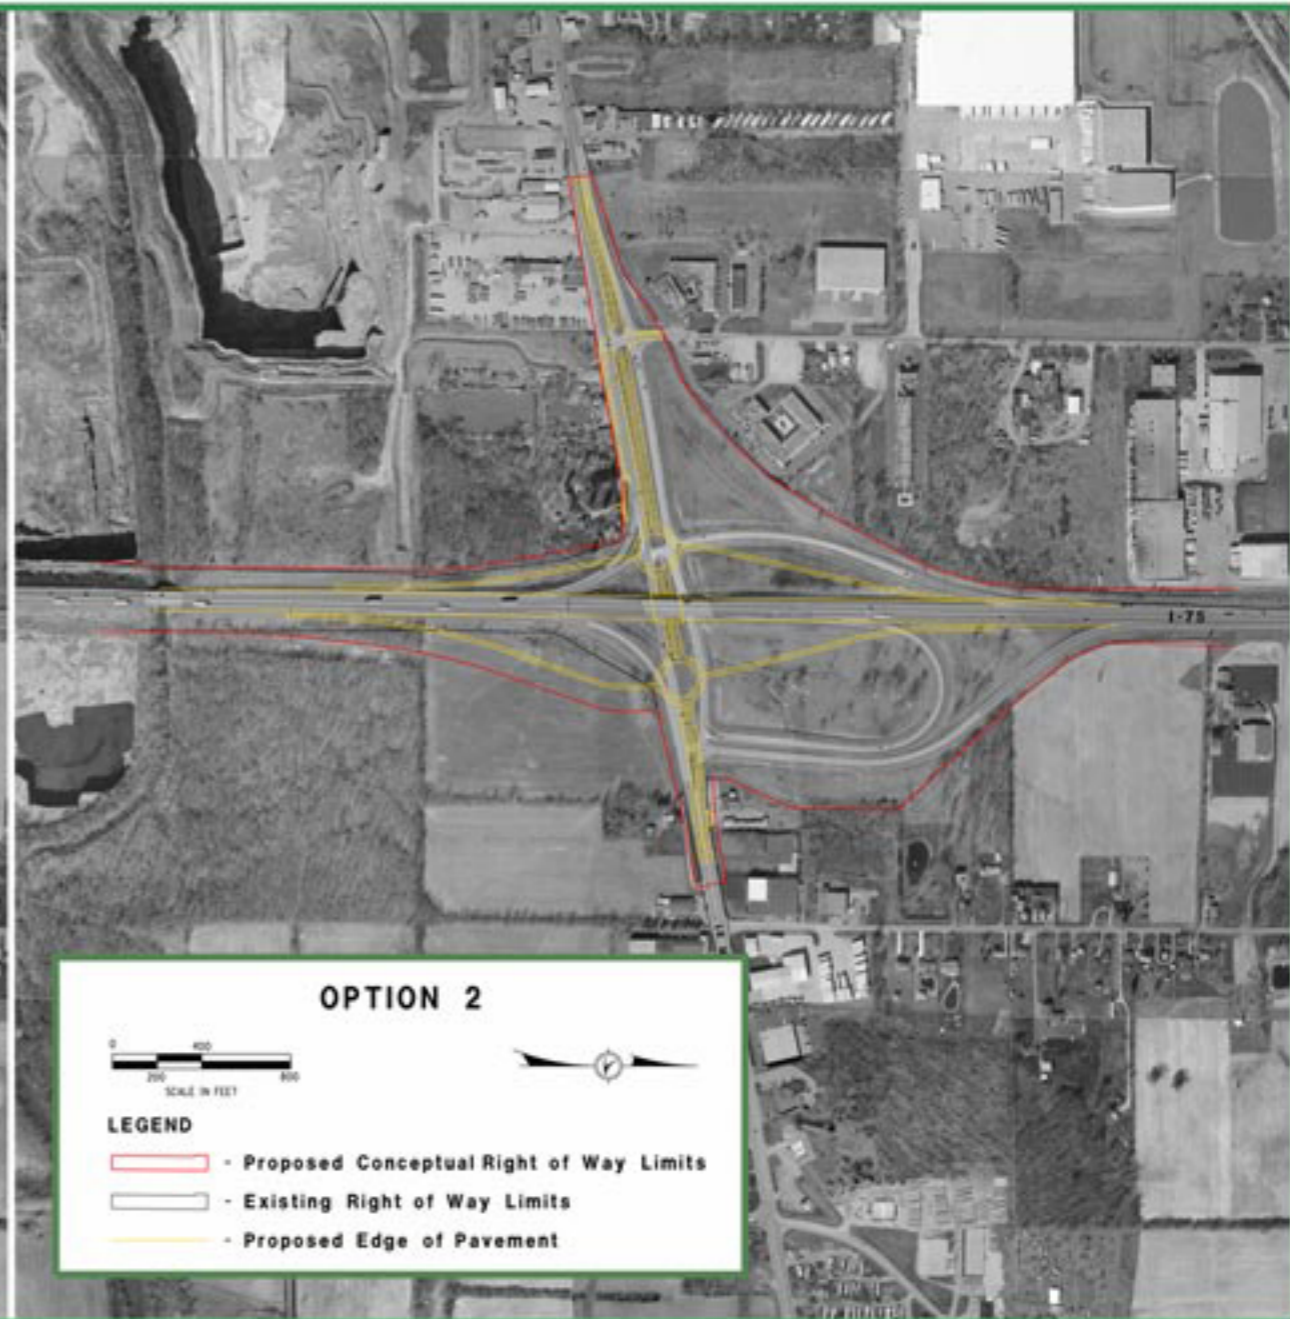 I-75
OPTION 2
0 400
200 800
SCALE IN FEET
LEGEND
- Proposed Conceptual Right of Way Limits
- Existing Right of Way Limits
- Proposed Edge of Pavement